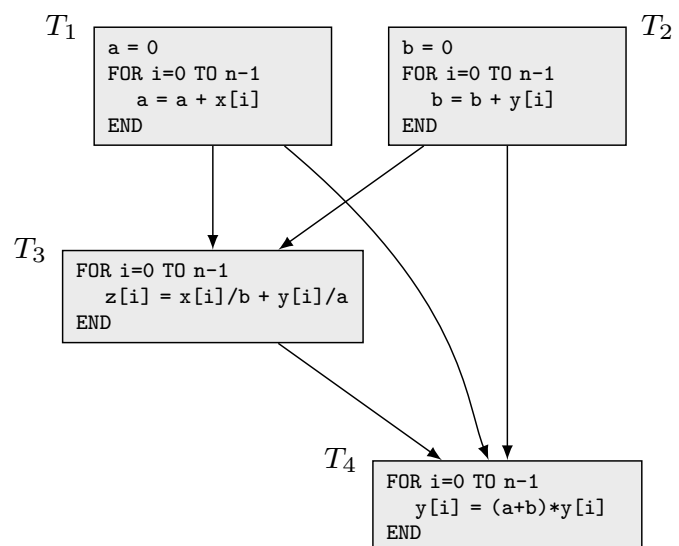 T1
a = 0
FOR i=0 TO n-1
a = a + x[i]
END
T2
b = 0
FOR i=0 TO n-1
b = b + y[i]
END
T3
FOR i=0 TO n-1
z[i] = x[i]/b + y[i]/a
END
T4
FOR i=0 TO n-1
y[i] = (a+b)*y[i]
END